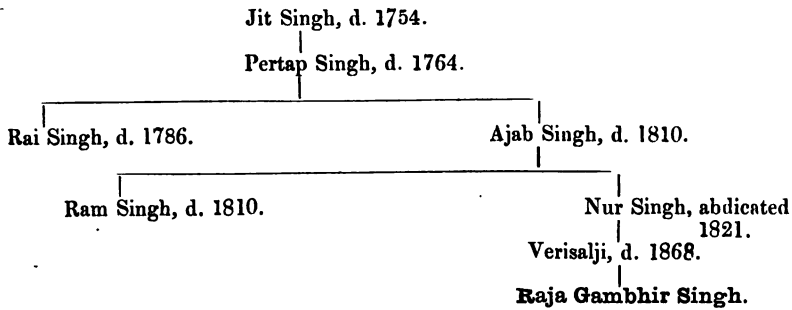 Jit Singh, d. 1754.
Pertap Singh, d. 1764.
Rai Singh, d. 1786.
Ajab Singh, d. 1810.
Ram Singh, d. 1810.
Nur Singh, abdicated
1821.
Verisalji, d. 1868.
Raja Gambhir Singh.